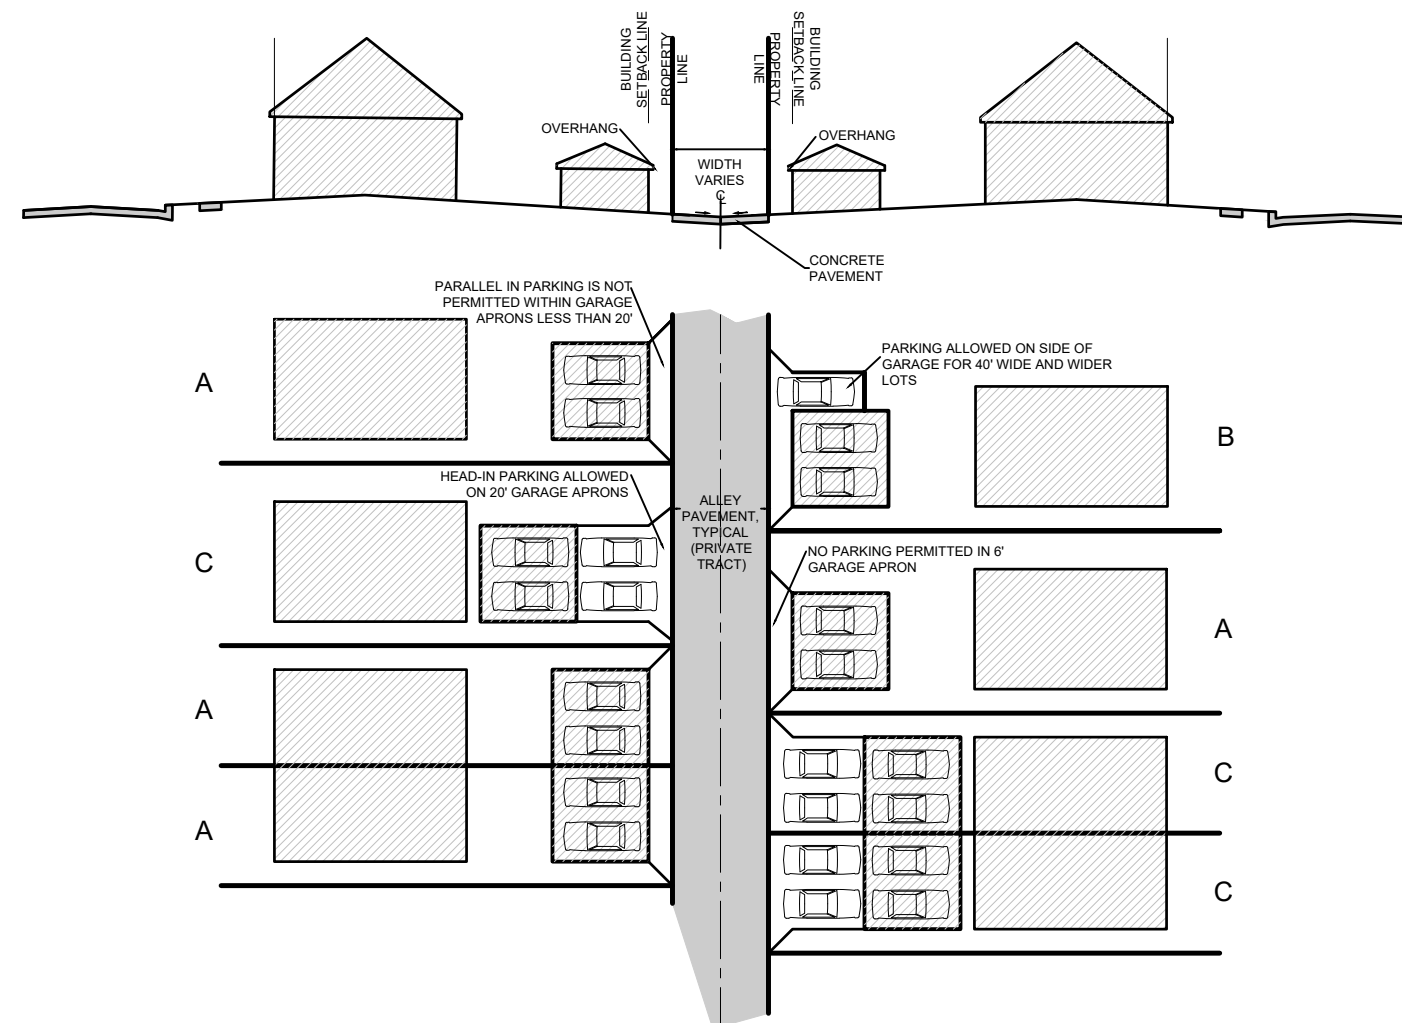 BUILDING
SETBACK LINE
PROPERTY
LINE
PROPERTY
LINE
BUILDING
SETBACK LINE
OVERHANG
OVERHANG
WIDTH
VARIES
CL
CONCRETE
PAVEMENT
PARALLEL IN PARKING IS NOT
PERMITTED WITHIN GARAGE
APRONS LESS THAN 20'
PARKING ALLOWED ON SIDE OF
GARAGE FOR 40' WIDE AND WIDER
LOTS
A
B
HEAD-IN PARKING ALLOWED
ON 20' GARAGE APRONS
ALLEY
PAVEMENT,
TYPICAL
(PRIVATE
TRACT)
C
NO PARKING PERMITTED IN 6'
GARAGE APRON
A
A
C
A
C